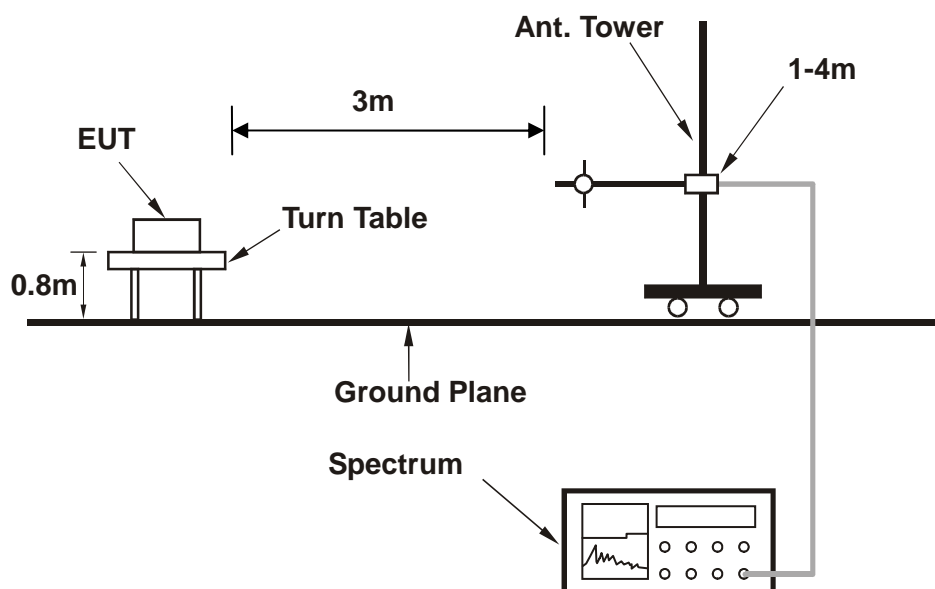 Ant. Tower
1-4m
3m
EUT
Turn Table
0.8m
Ground Plane
Spectrum